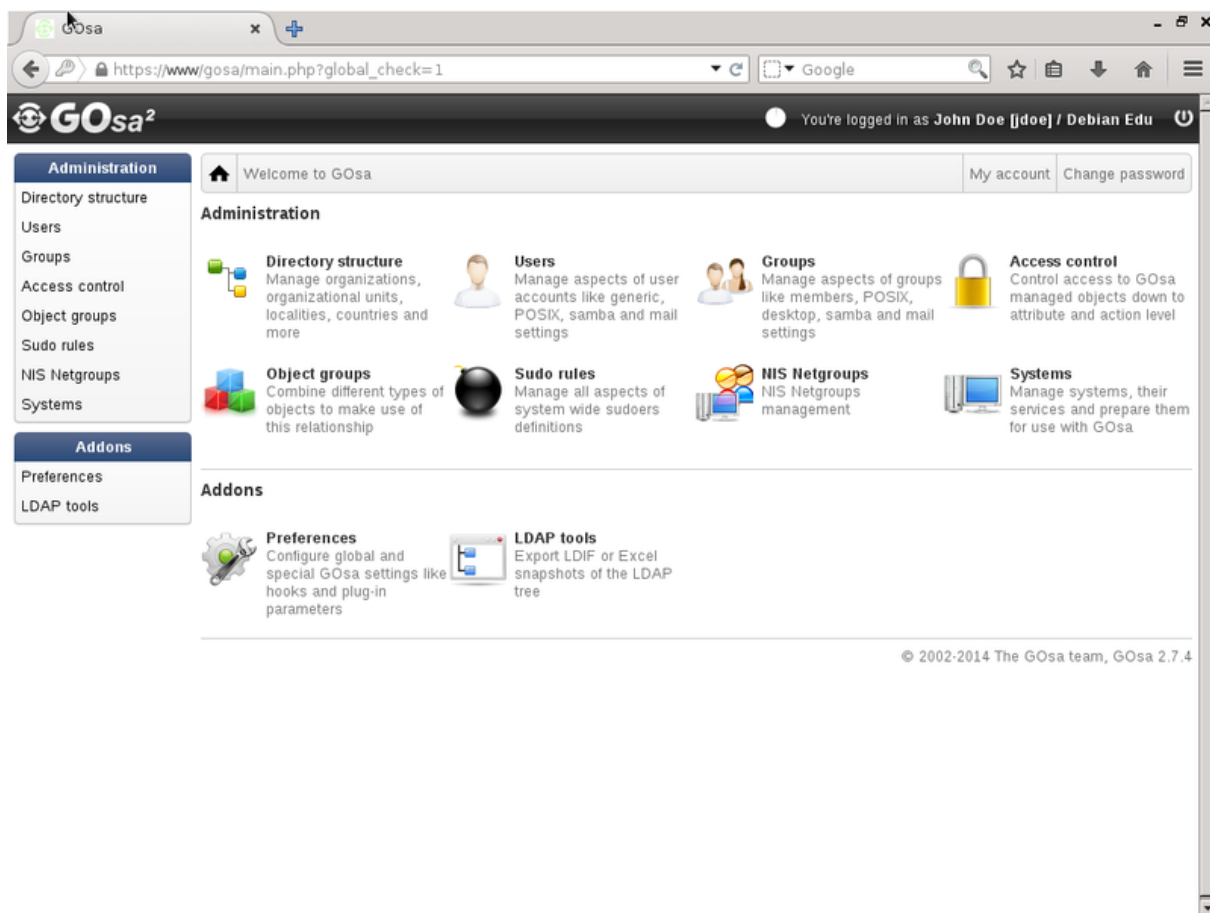 GOsa
https://www/gosa/main.php?global_check=1
Google
GOsa²
You're logged in as John Doe [jdoe] / Debian Edu
Administration
Directory structure
Users
Groups
Access control
Object groups
Sudo rules
NIS Netgroups
Systems
Addons
Preferences
LDAP tools
Welcome to GOsa
My account
Change password
Administration
Directory structure
Manage organizations,
organizational units,
localities, countries and
more
Users
Manage aspects of user
accounts like generic,
POSIX, samba and mail
settings
Groups
Manage aspects of groups
like members, POSIX,
desktop, samba and mail
settings
Access control
Control access to GOsa
managed objects down to
attribute and action level
Object groups
Combine different types of
objects to make use of
this relationship
Sudo rules
Manage all aspects of
system wide sudoers
definitions
NIS Netgroups
NIS Netgroups
management
Systems
Manage systems, their
services and prepare them
for use with GOsa
Addons
Preferences
Configure global and
special GOsa settings like
hooks and plug-in
parameters
LDAP tools
Export LDIF or Excel
snapshots of the LDAP
tree
© 2002-2014 The GOsa team, GOsa 2.7.4